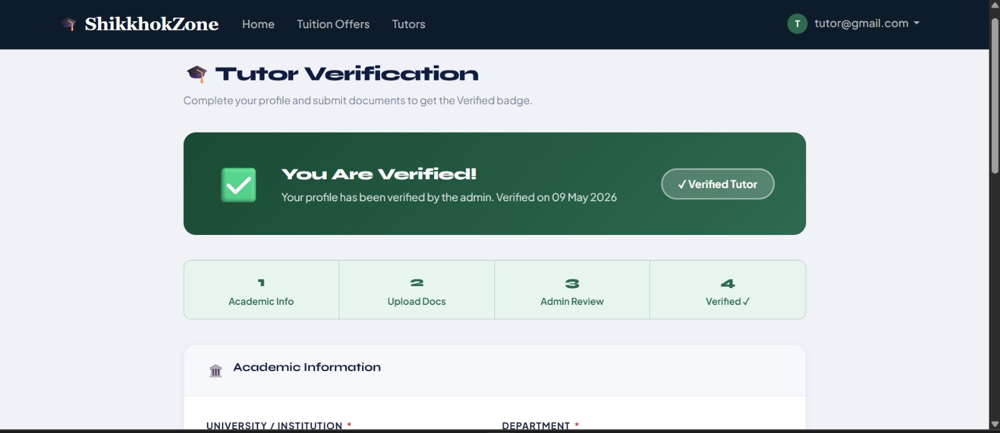 ShikkhokZone Home Tuition Offers Tutors T tutor@gmail.com
Tutor Verification
Complete your profile and submit documents to get the Verified badge.
You Are Verified!
Your profile has been verified by the admin. Verified on 09 May 2026
✓ Verified Tutor
1
Academic Info
2
Upload Docs
3
Admin Review
4
Verified ✓
Academic Information
UNIVERSITY / INSTITUTION *
DEPARTMENT *